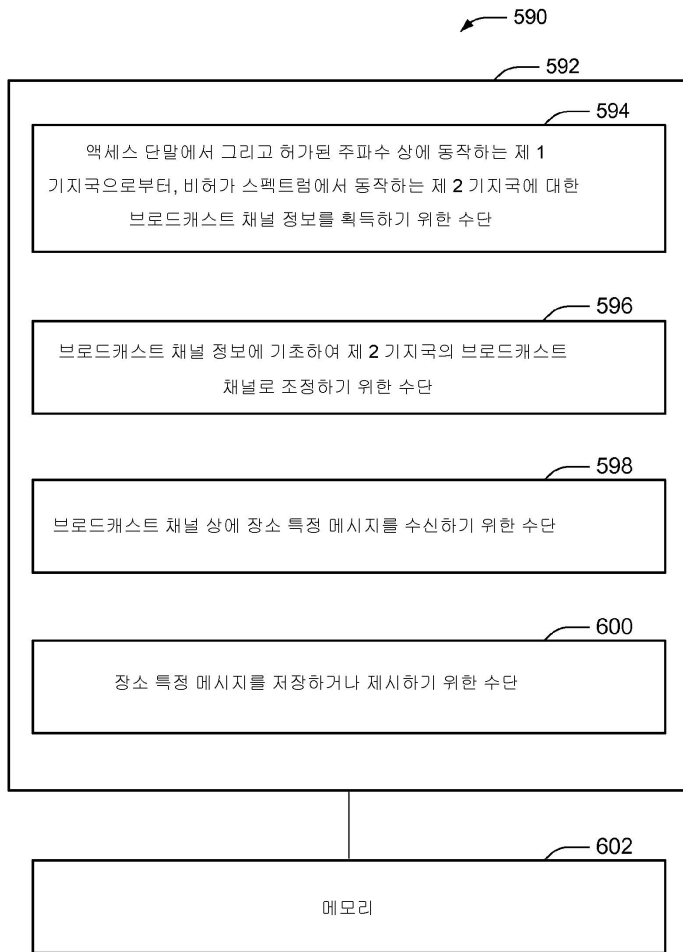 590
592
594
액세스 단말에서 그리고 허가된 주파수 상에 동작하는 제 1
기지국으로부터, 비허가 스펙트럼에서 동작하는 제 2 기지국에 대한
브로드캐스트 채널 정보를 획득하기 위한 수단
596
브로드캐스트 채널 정보에 기초하여 제 2 기지국의 브로드캐스트
채널로 조정하기 위한 수단
598
브로드캐스트 채널 상에 장소 특정 메시지를 수신하기 위한 수단
600
장소 특정 메시지를 저장하거나 제시하기 위한 수단
602
메모리